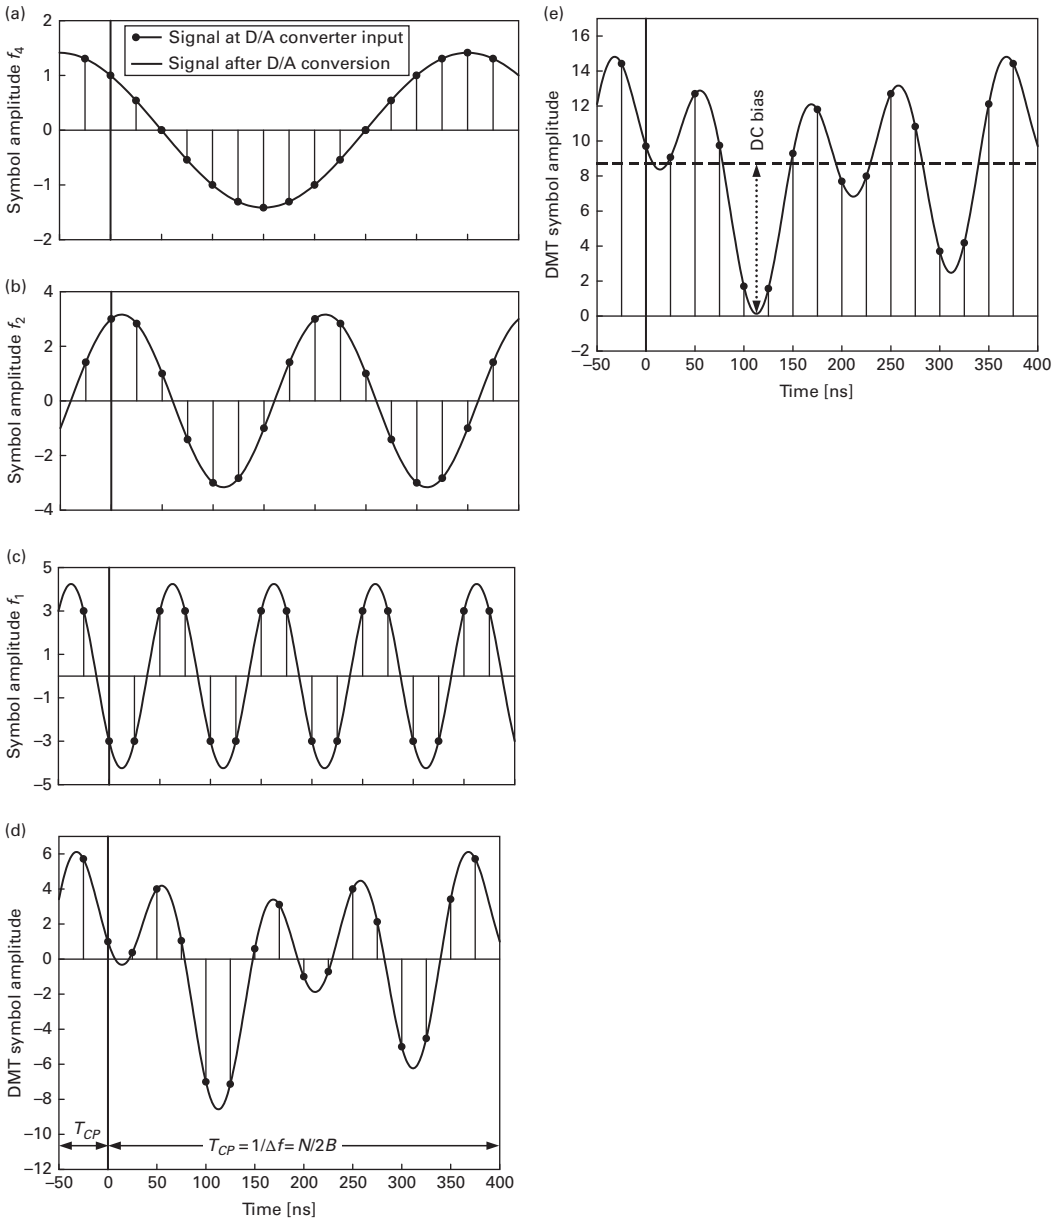 (a)
Symbol amplitude f4
2
1
0
–1
–2
Signal at D/A converter input
Signal after D/A conversion
(b)
Symbol amplitude f2
4
2
0
–2
–4
(c)
Symbol amplitude f1
5
3
1
–1
–3
–5
(d)
DMT symbol amplitude
6
4
2
0
–2
–4
–6
–8
–10
–12
TCP
TCP = 1/Δf = N/2B
–50 0 50 100 150 200 250 300 350 400
Time [ns]
(e)
DMT symbol amplitude
16
14
12
10
8
6
4
2
0
–2
DC bias
–50 0 50 100 150 200 250 300 350 400
Time [ns]